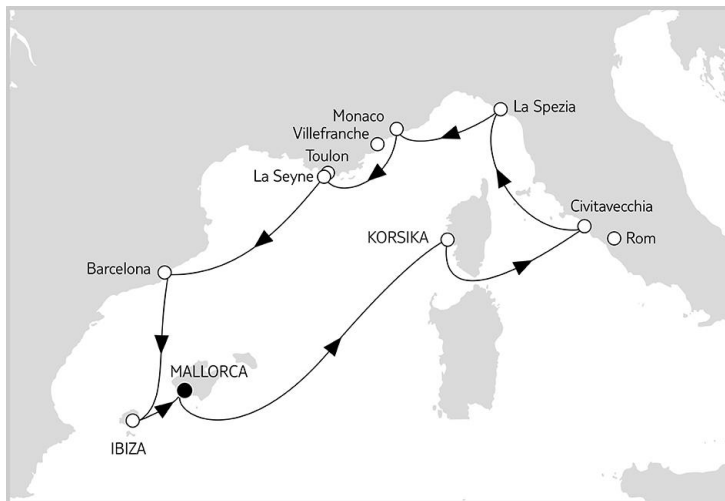 La Spezia
Monaco
Villefranche
Toulon
La Seyne
Civitavecchia
KORSIKA
Rom
Barcelona
MALLORCA
IBIZA